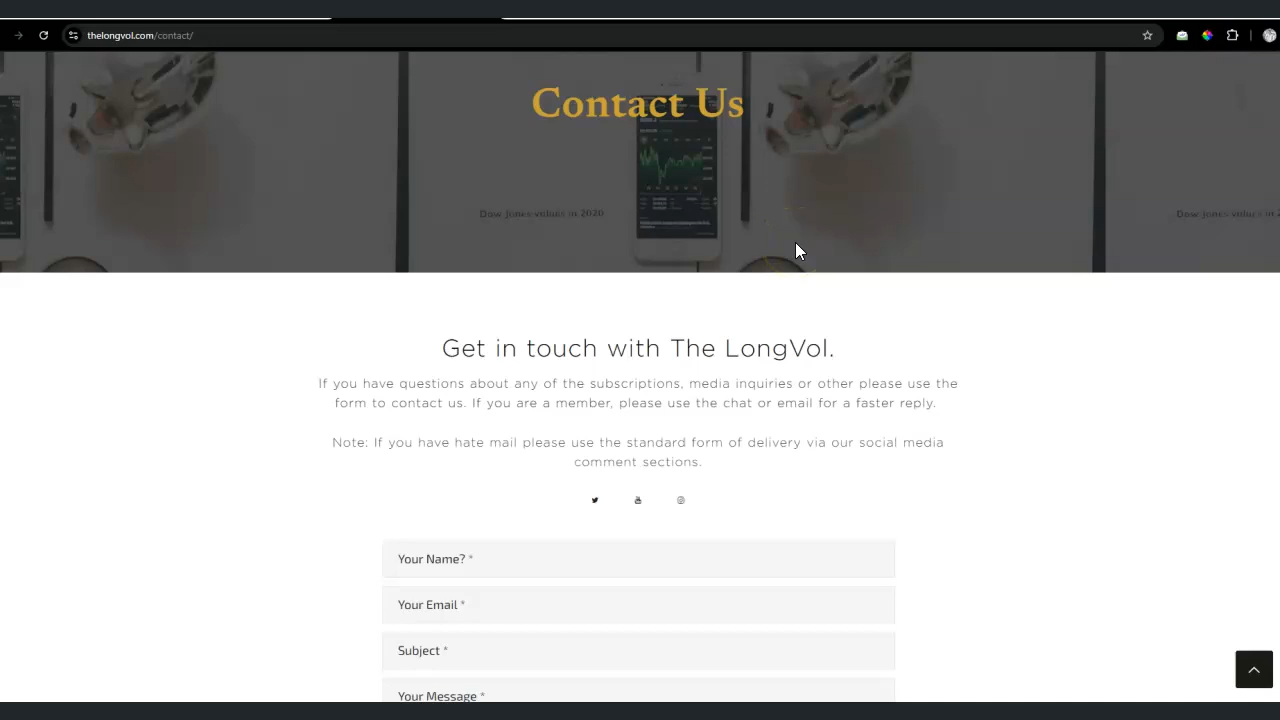 thelongvol.com/contact/
Contact Us
Dow Jones values in 2020
Get in touch with The LongVol.
If you have questions about any of the subscriptions, media inquiries or other please use the
form to contact us. If you are a member, please use the chat or email for a faster reply.
Note: If you have hate mail please use the standard form of delivery via our social media
comment sections.
Your Name? *
Your Email *
Subject *
Your Message *